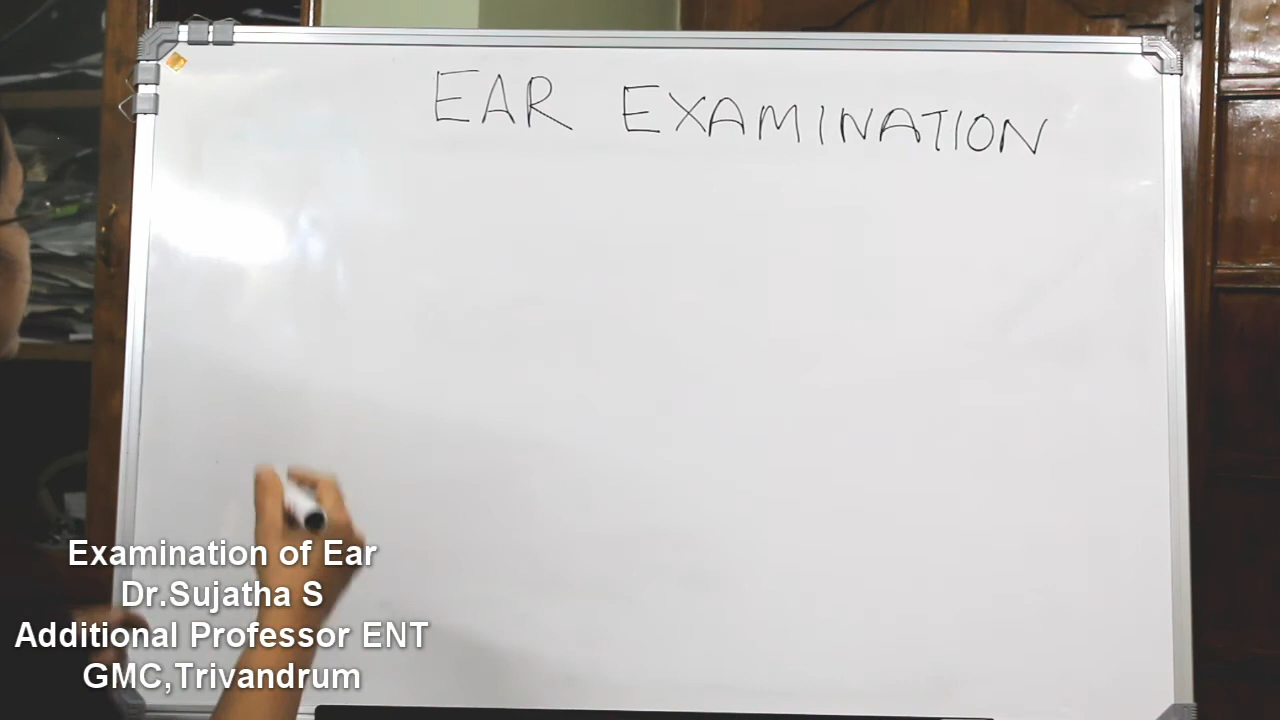 EAR EXAMINATION
Examination of Ear
Dr.Sujatha S
Additional Professor ENT
GMC,Trivandrum